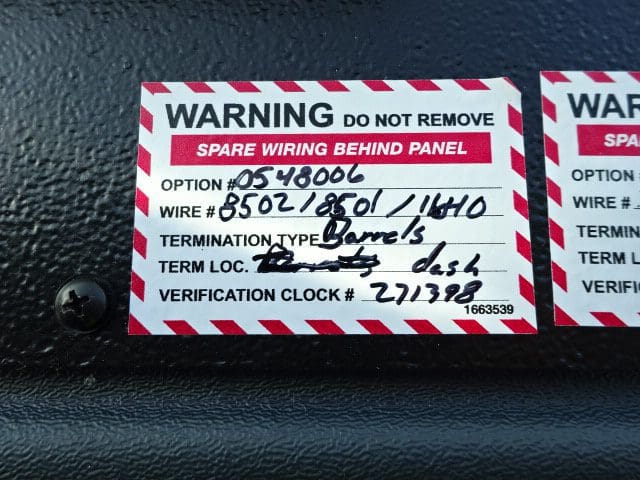 WARNING DO NOT REMOVE
SPARE WIRING BEHIND PANEL
OPTION #0548006
WIRE # 8502/8501/1640
TERMINATION TYPE Barrels
TERM LOC. dash
VERIFICATION CLOCK # 271398
1663539
WAR
SPA
OPTION
WIRE #
TERMIN
TERM L
VERIFIC